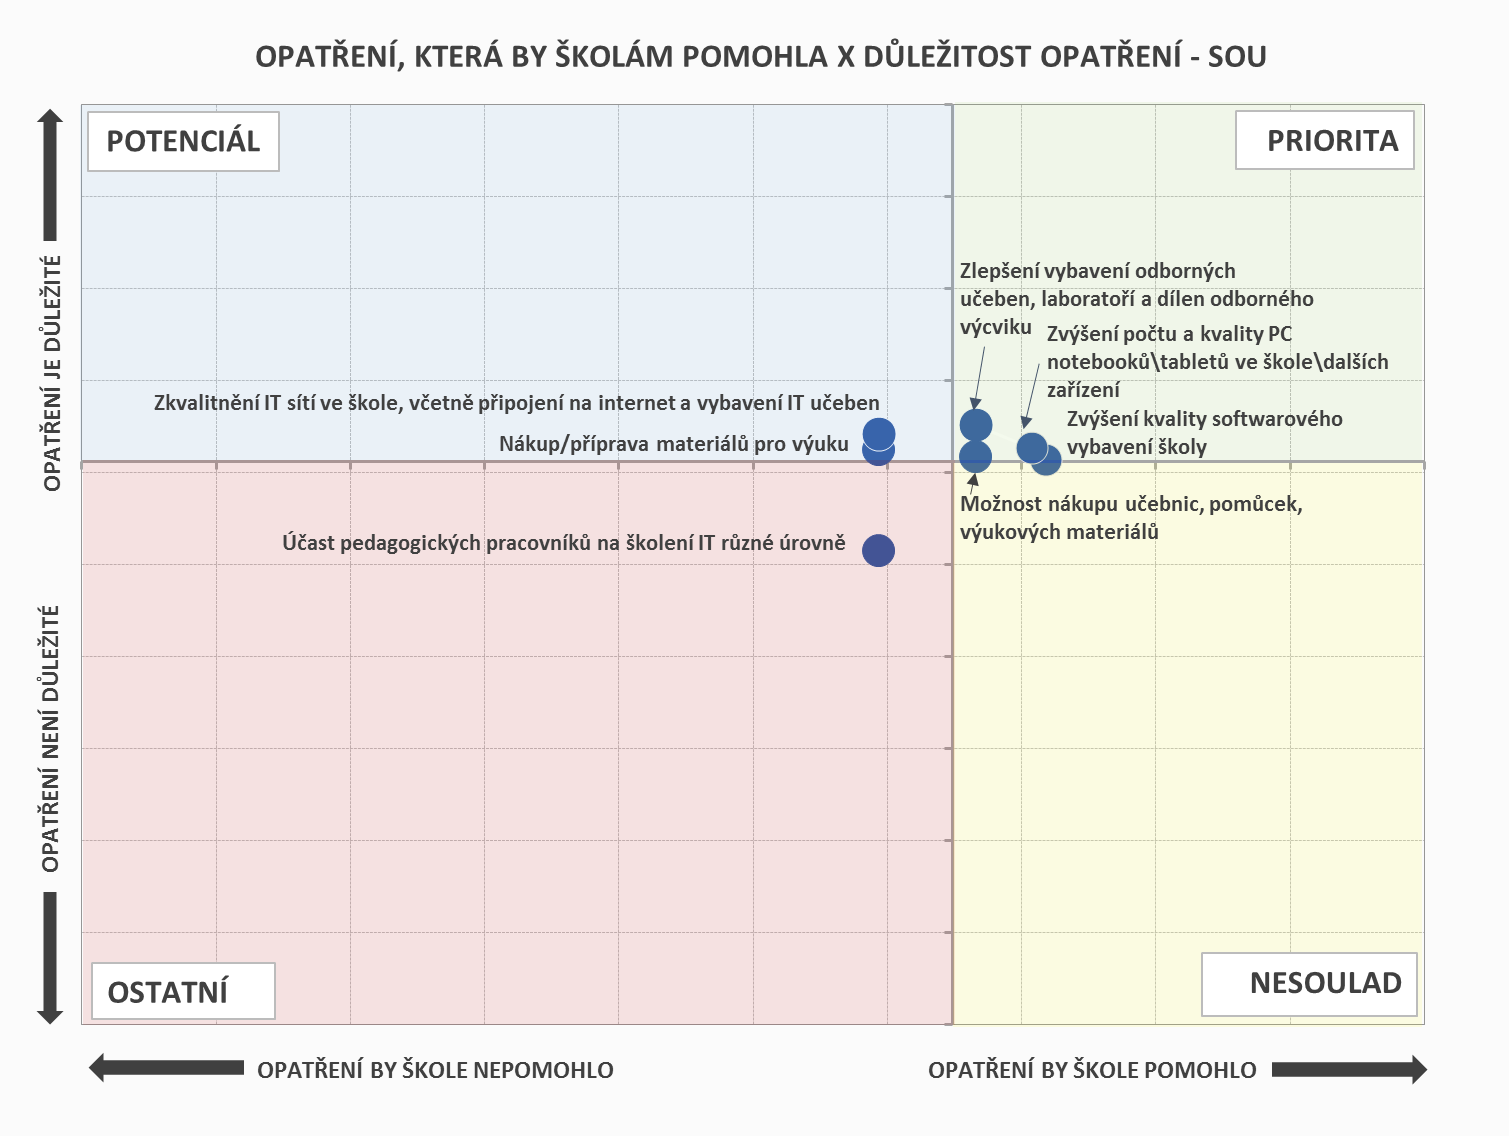 OPATŘENÍ, KTERÁ BY ŠKOLÁM POMOHLA X DŮLEŽITOST OPATŘENÍ - SOU
POTENCIÁL
PRIORITA
OPATŘENÍ JE DŮLEŽITÉ
Zlepšení vybavení odborných
učeben, laboratoří a dílen odborného
výcviku
Zvýšení počtu a kvality PC
notebooků\tabletů ve škole\dalších
zařízení
Zkvalitnění IT sítí ve škole, včetně připojení na internet a vybavení IT učeben
Zvýšení kvality softwarového
vybavení školy
Nákup/příprava materiálů pro výuku
Možnost nákupu učebnic, pomůcek,
výukových materiálů
Účast pedagogických pracovníků na školení IT různé úrovně
OPATŘENÍ NENÍ DŮLEŽITÉ
OSTATNÍ
NESOULAD
OPATŘENÍ BY ŠKOLE NEPOMOHLO
OPATŘENÍ BY ŠKOLE POMOHLO